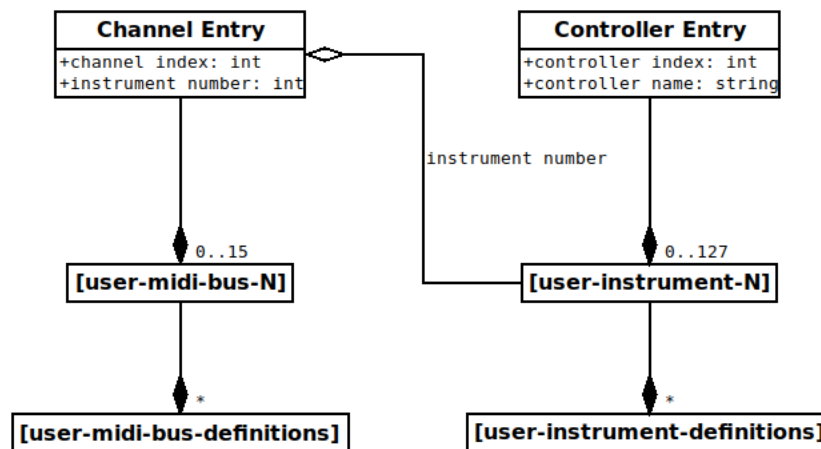 Channel Entry
+channel index: int
+instrument number: int
Controller Entry
+controller index: int
+controller name: string
instrument number
0..15
0..127
[user-midi-bus-N]
[user-instrument-N]
*
*
[user-midi-bus-definitions]
[user-instrument-definitions]